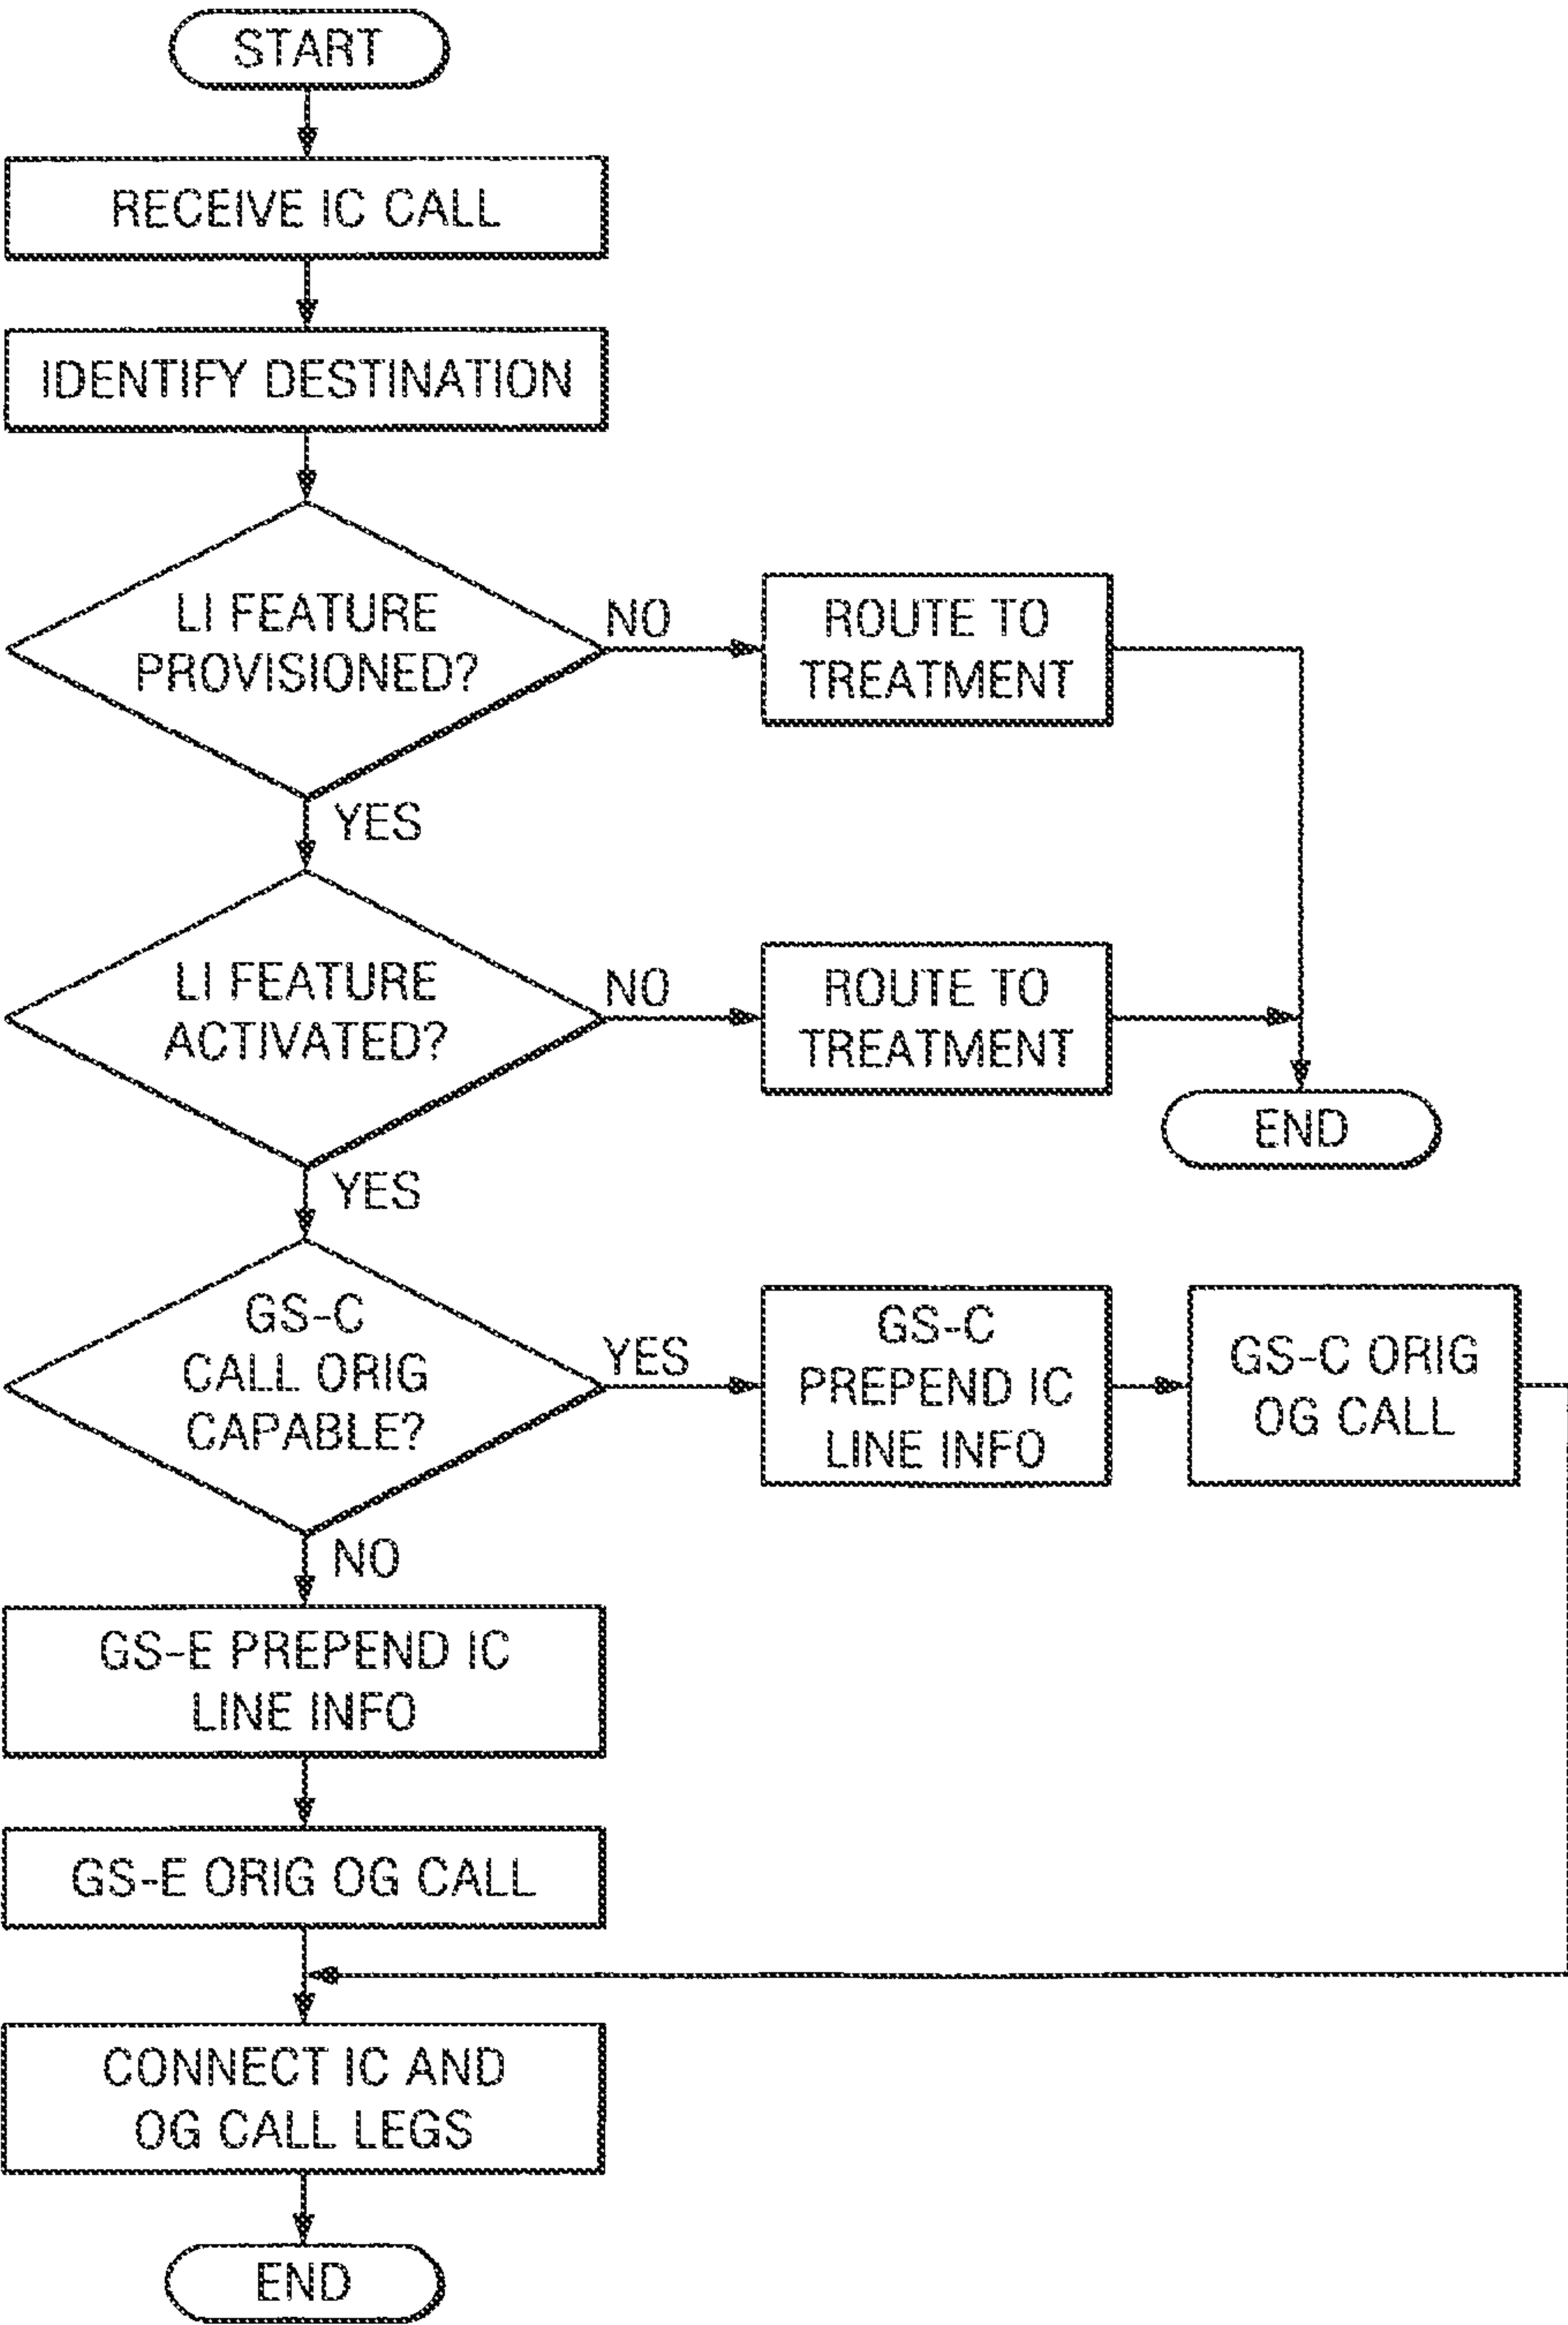 START
RECEIVE IC CALL
IDENTIFY DESTINATION
LI FEATURE
PROVISIONED?
NO
ROUTE TO
TREATMENT
YES
LI FEATURE
ACTIVATED?
NO
ROUTE TO
TREATMENT
END
YES
GS-C
CALL ORIG
CAPABLE?
YES
GS-C
PREPEND IC
LINE INFO
GS-C ORIG
OG CALL
NO
GS-E PREPEND IC
LINE INFO
GS-E ORIG OG CALL
CONNECT IC AND
OG CALL LEGS
END